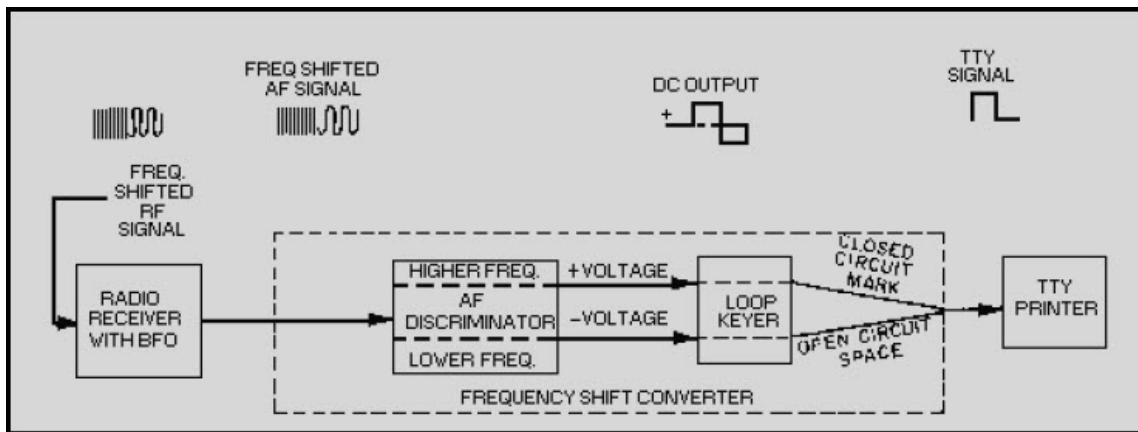 FREQ SHIFTED
AF SIGNAL
DC OUTPUT
+
TTY
SIGNAL
FREQ.
SHIFTED
RF
SIGNAL
RADIO
RECEIVER
WITH BFO
HIGHER FREQ.
AF
DISCRIMINATOR
LOWER FREQ.
+VOLTAGE
–VOLTAGE
LOOP
KEYER
CLOSED
CIRCUIT
MARK
OPEN CIRCUIT
SPACE
TTY
PRINTER
FREQUENCY SHIFT CONVERTER